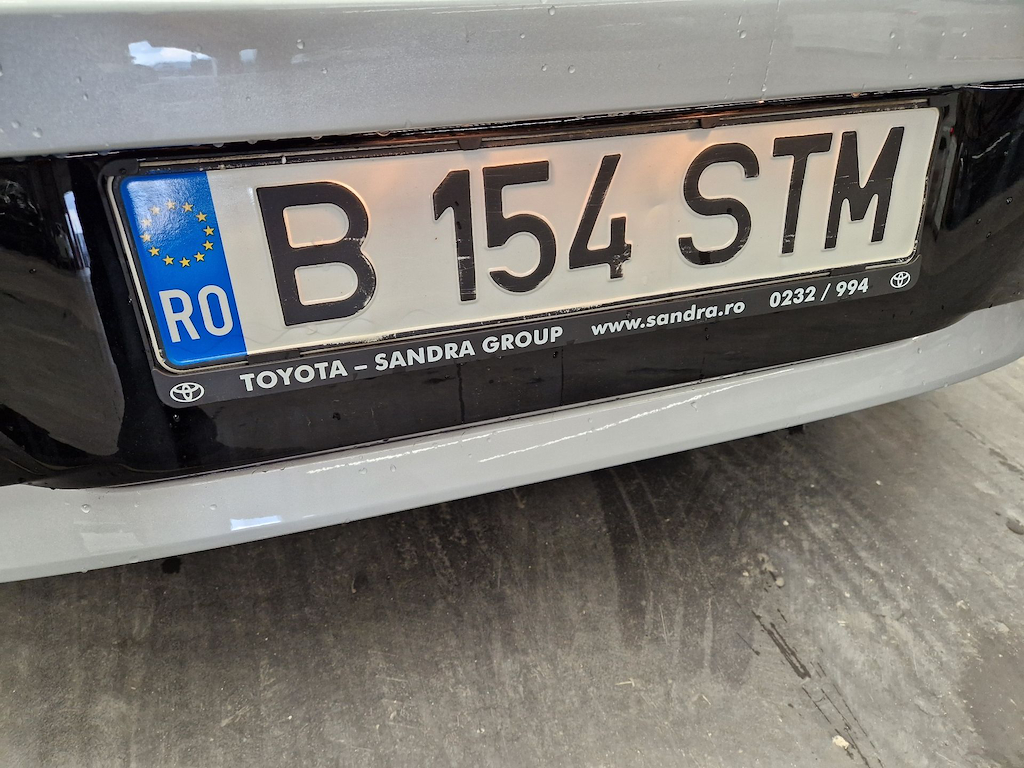 RO B 154 STM
TOYOTA – SANDRA GROUP www.sandra.ro 0232 / 994